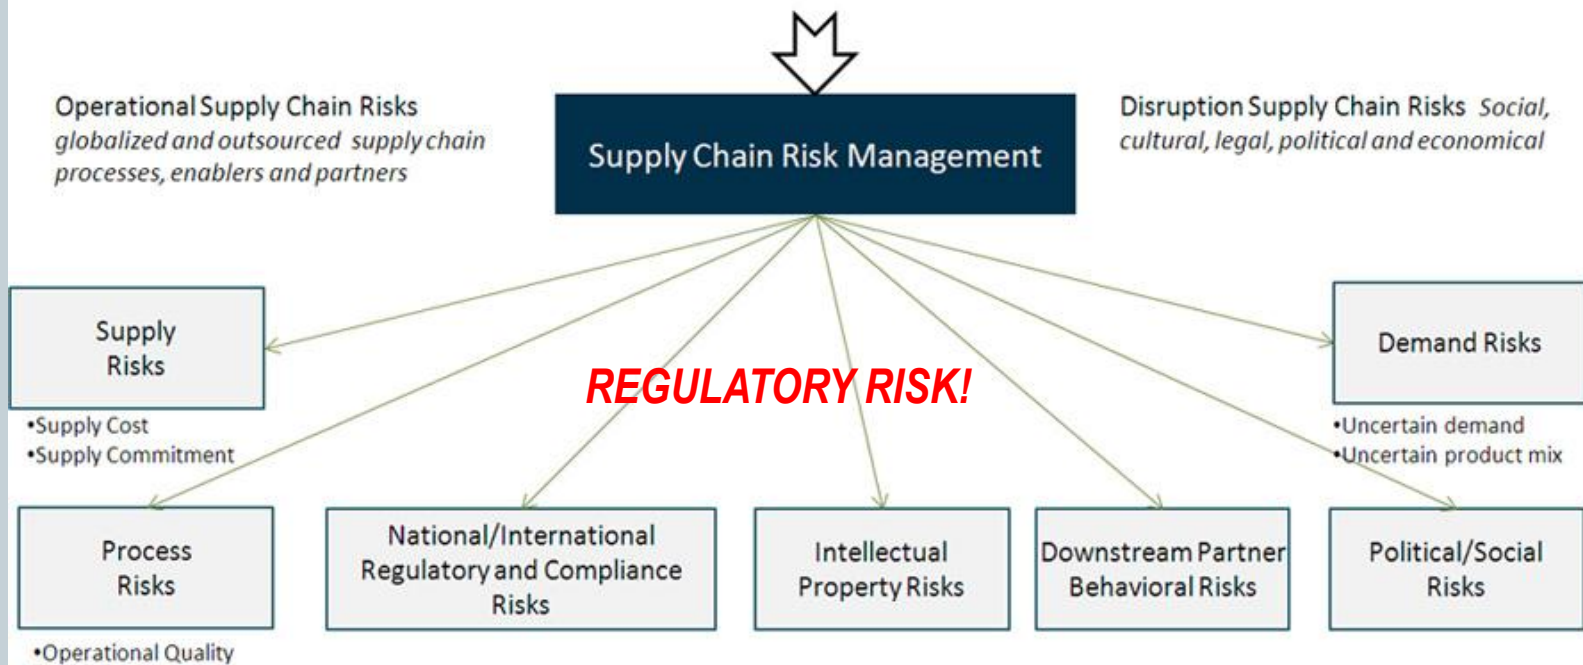 Operational Supply Chain Risks
globalized and outsourced supply chain
processes, enablers and partners
Supply Chain Risk Management
Disruption Supply Chain Risks Social,
cultural, legal, political and economical
Supply
Risks
•Supply Cost
•Supply Commitment
REGULATORY RISK!
Demand Risks
•Uncertain demand
•Uncertain product mix
Process
Risks
•Operational Quality
National/International
Regulatory and Compliance
Risks
Intellectual
Property Risks
Downstream Partner
Behavioral Risks
Political/Social
Risks